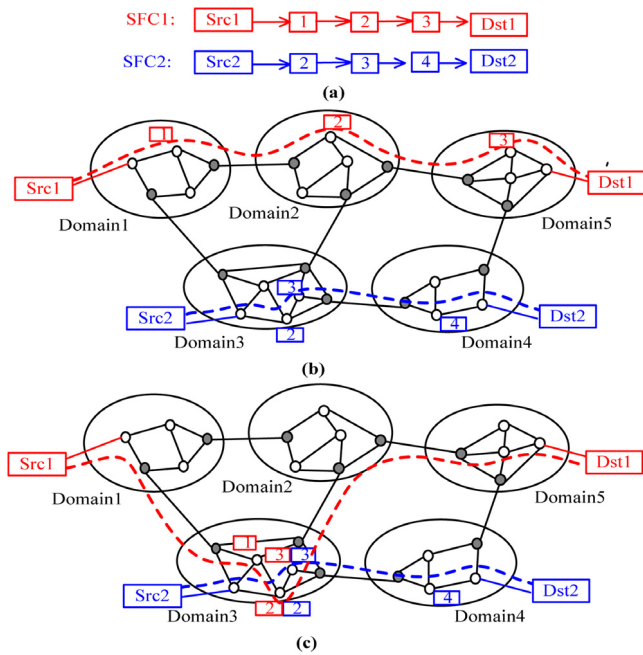 SFC1: Src1 1 2 3 Dst1
SFC2: Src2 2 3 4 Dst2
(a)
1 2 3
Src1 Dst1
Domain1 Domain2 Domain5
3
Src2 4 Dst2
Domain3 2 Domain4
(b)
Src1 Dst1
Domain1 Domain2 Domain5
1
3 3
Src2 4 Dst2
Domain3 2 2 Domain4
(c)